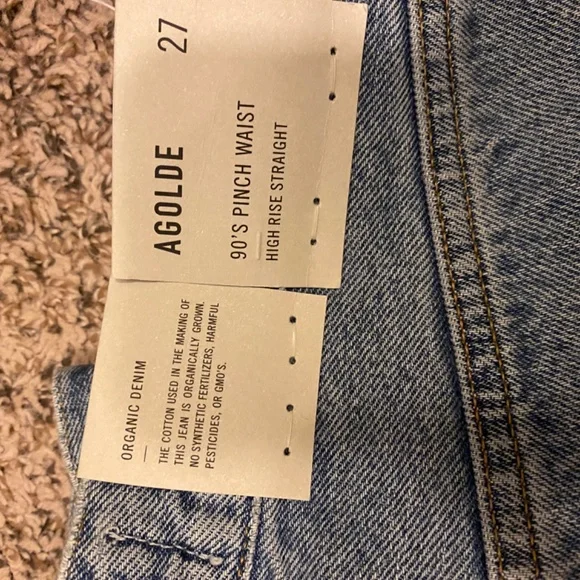 AGOLDE 27
90'S PINCH WAIST
HIGH RISE STRAIGHT
ORGANIC DENIM
THE COTTON USED IN THE MAKING OF
THIS JEAN IS ORGANICALLY GROWN.
NO SYNTHETIC FERTILIZERS, HARMFUL
PESTICIDES, OR GMO'S.